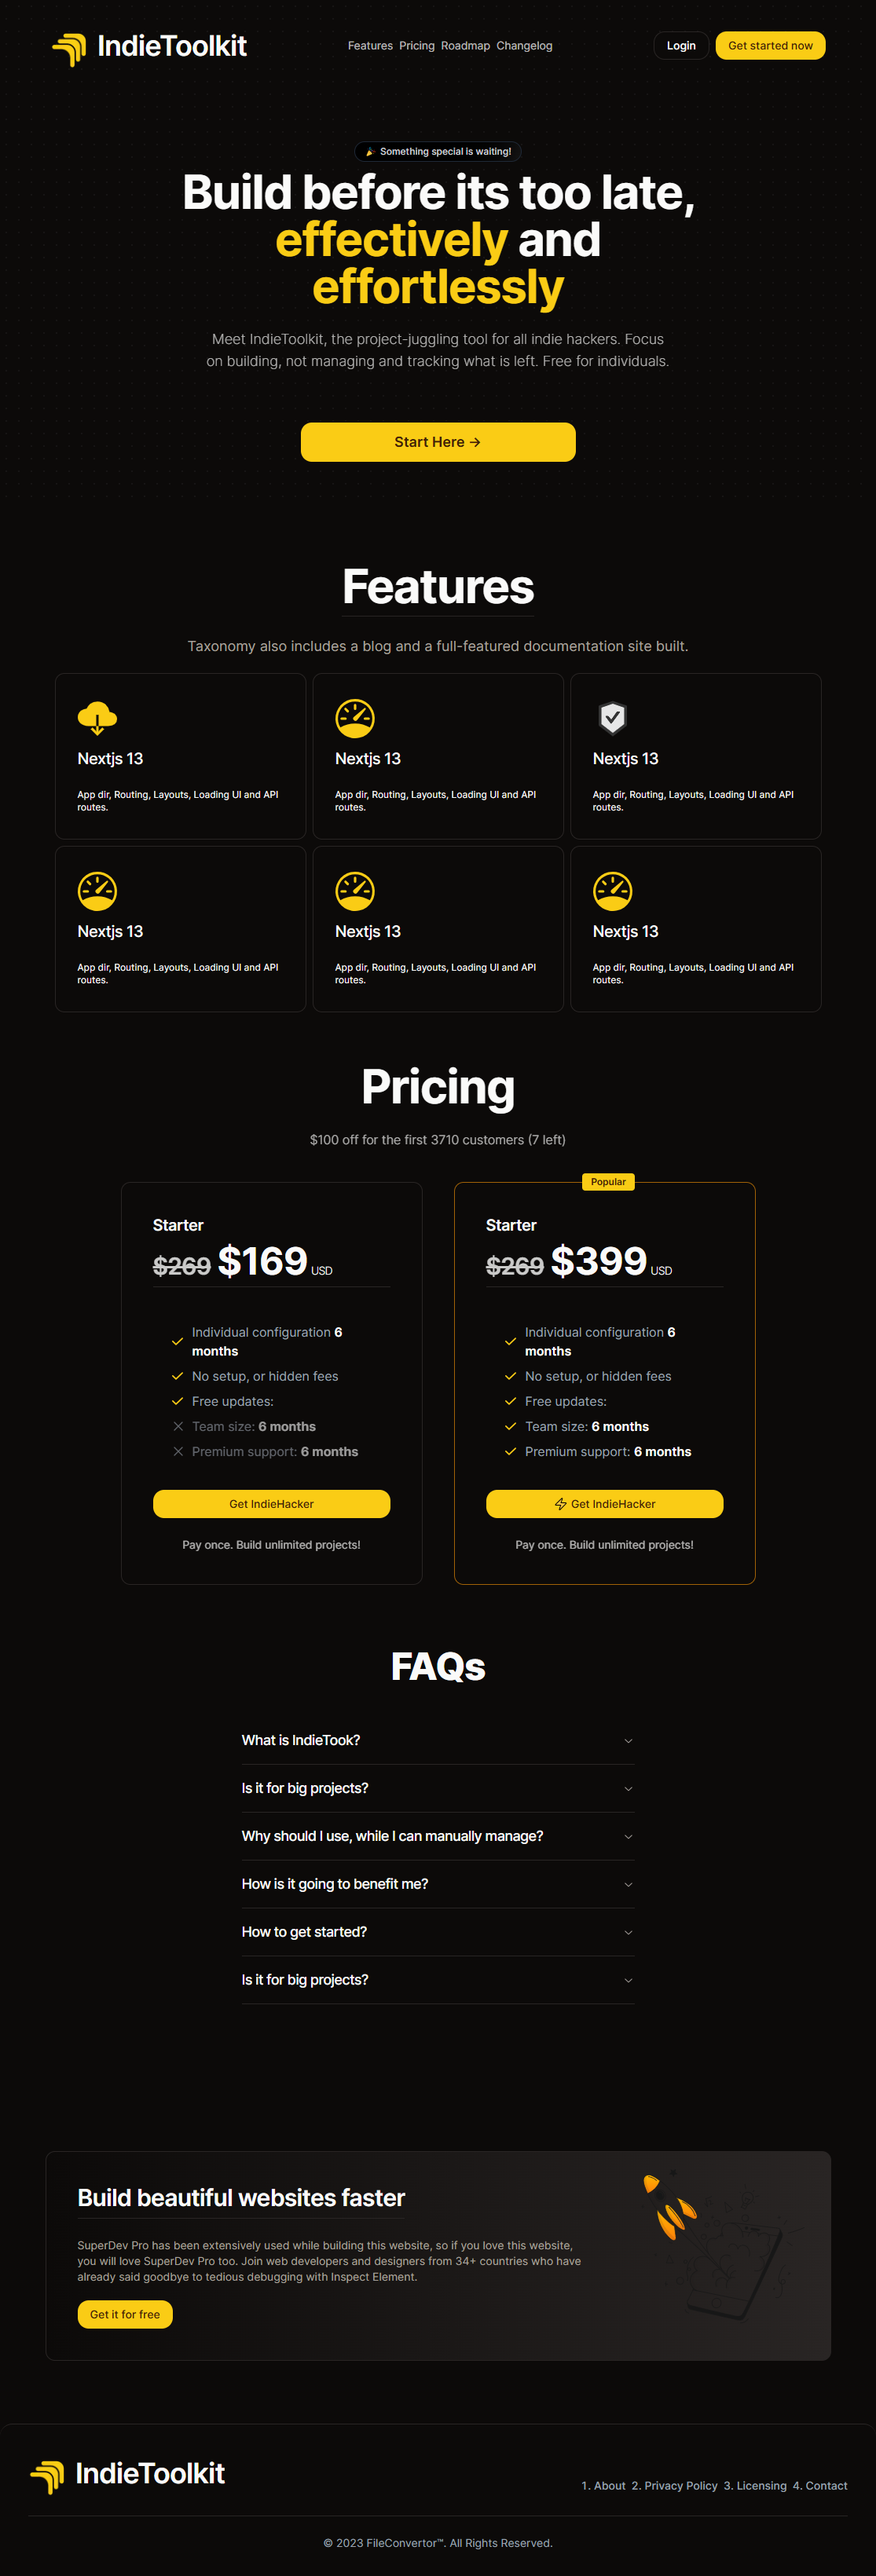 IndieToolkit
Features Pricing Roadmap Changelog
Login
Get started now
🎉 Something special is waiting!
Build before its too late,
effectively and
effortlessly
Meet IndieToolkit, the project-juggling tool for all indie hackers. Focus
on building, not managing and tracking what is left. Free for individuals.
Start Here →
Features
Taxonomy also includes a blog and a full-featured documentation site built.
Nextjs 13
App dir, Routing, Layouts, Loading UI and API
routes.
Nextjs 13
App dir, Routing, Layouts, Loading UI and API
routes.
Nextjs 13
App dir, Routing, Layouts, Loading UI and API
routes.
Nextjs 13
App dir, Routing, Layouts, Loading UI and API
routes.
Nextjs 13
App dir, Routing, Layouts, Loading UI and API
routes.
Nextjs 13
App dir, Routing, Layouts, Loading UI and API
routes.
Pricing
$100 off for the first 3710 customers (7 left)
Starter
$269 $169 USD
Individual configuration 6
months
No setup, or hidden fees
Free updates:
Team size: 6 months
Premium support: 6 months
Get IndieHacker
Pay once. Build unlimited projects!
Popular
Starter
$269 $399 USD
Individual configuration 6
months
No setup, or hidden fees
Free updates:
Team size: 6 months
Premium support: 6 months
Get IndieHacker
Pay once. Build unlimited projects!
FAQs
What is IndieTook?
Is it for big projects?
Why should I use, while I can manually manage?
How is it going to benefit me?
How to get started?
Is it for big projects?
Build beautiful websites faster
SuperDev Pro has been extensively used while building this website, so if you love this website,
you will love SuperDev Pro too. Join web developers and designers from 34+ countries who have
already said goodbye to tedious debugging with Inspect Element.
Get it for free
IndieToolkit
1. About 2. Privacy Policy 3. Licensing 4. Contact
© 2023 FileConvertor™. All Rights Reserved.